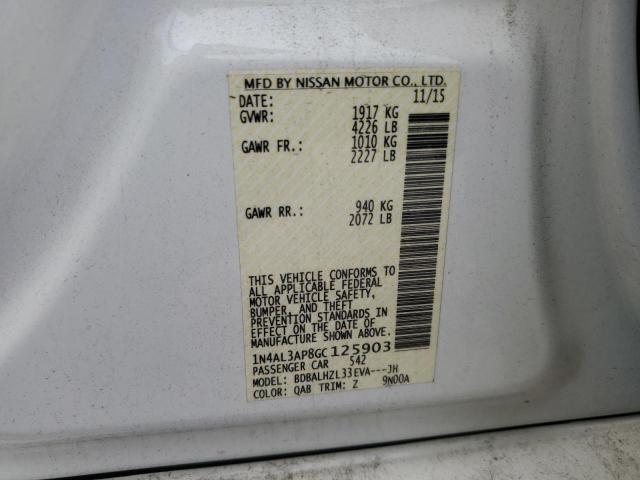 MFD BY NISSAN MOTOR CO., LTD.
DATE: 11/15
GVWR: 1917 KG
4226 LB
GAWR FR.: 1010 KG
2227 LB
GAWR RR.: 940 KG
2072 LB
THIS VEHICLE CONFORMS TO
ALL APPLICABLE FEDERAL
MOTOR VEHICLE SAFETY,
BUMPER, AND THEFT
PREVENTION STANDARDS IN
EFFECT ON THE DATE OF
MANUFACTURE SHOWN ABOVE.
1N4AL3AP8GC125903
PASSENGER CAR 542
MODEL: BDBALHZL33EVA---JH
COLOR: QAB TRIM: Z 9N00A